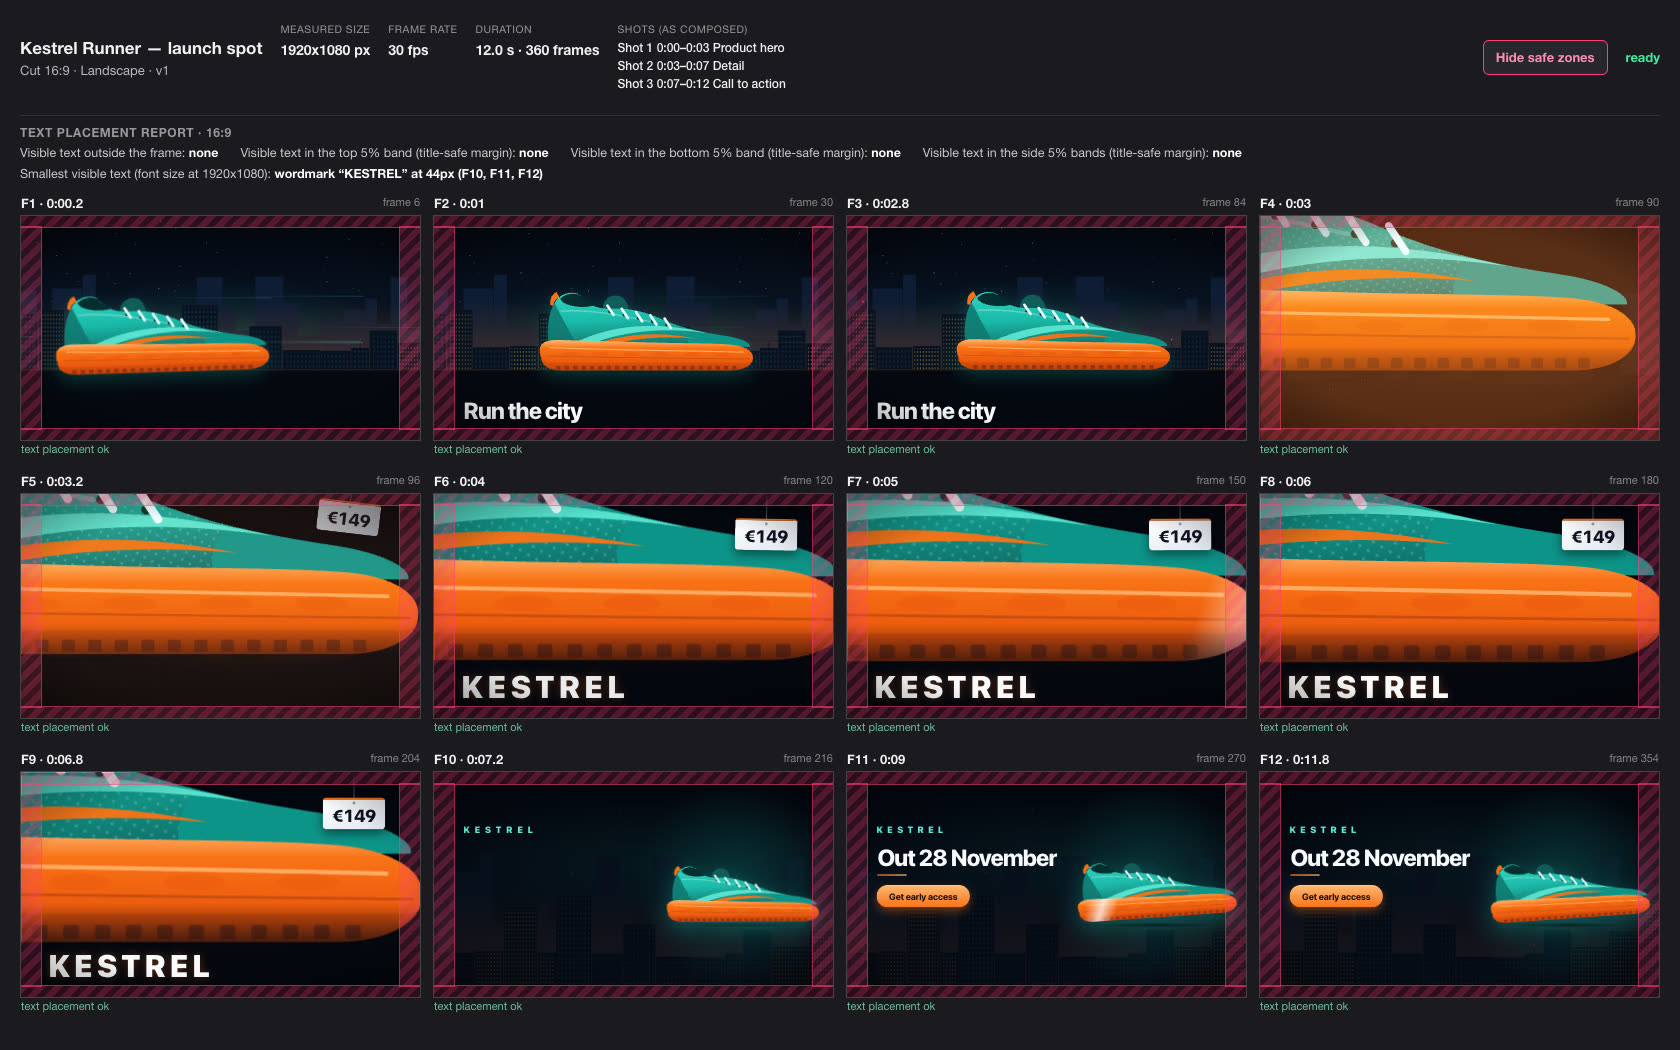 Kestrel Runner — launch spot
Cut 16:9 · Landscape · v1
MEASURED SIZE
1920x1080 px
FRAME RATE
30 fps
DURATION
12.0 s · 360 frames
SHOTS (AS COMPOSED)
Shot 1 0:00–0:03 Product hero
Shot 2 0:03–0:07 Detail
Shot 3 0:07–0:12 Call to action
Hide safe zones
ready
TEXT PLACEMENT REPORT · 16:9
Visible text outside the frame: none Visible text in the top 5% band (title-safe margin): none Visible text in the bottom 5% band (title-safe margin): none Visible text in the side 5% bands (title-safe margin): none
Smallest visible text (font size at 1920x1080): wordmark “KESTREL” at 44px (F10, F11, F12)
F1 · 0:00.2 frame 6
text placement ok
F2 · 0:01 frame 30
Run the city
text placement ok
F3 · 0:02.8 frame 84
Run the city
text placement ok
F4 · 0:03 frame 90
text placement ok
F5 · 0:03.2 frame 96
€149
text placement ok
F6 · 0:04 frame 120
€149
KESTREL
text placement ok
F7 · 0:05 frame 150
€149
KESTREL
text placement ok
F8 · 0:06 frame 180
€149
KESTREL
text placement ok
F9 · 0:06.8 frame 204
€149
KESTREL
text placement ok
F10 · 0:07.2 frame 216
KESTREL
text placement ok
F11 · 0:09 frame 270
KESTREL
Out 28 November
Get early access
text placement ok
F12 · 0:11.8 frame 354
KESTREL
Out 28 November
Get early access
text placement ok